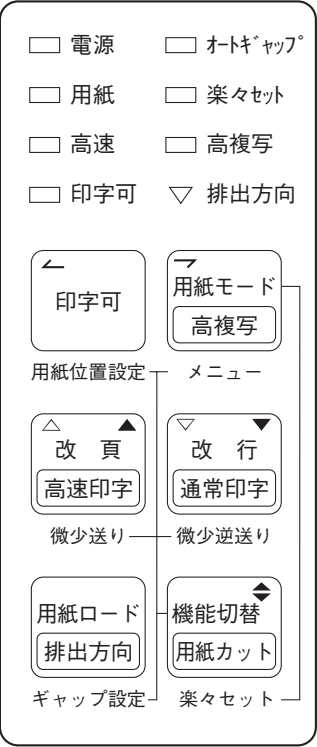 電源 ｵｰﾄｷﾞｬｯﾌﾟ
用紙 楽々ｾｯﾄ
高速 高複写
印字可 ▽ 排出方向
印字可
用紙モード
高複写
用紙位置設定 メニュー
改 頁
高速印字
改 行
通常印字
微少送り 微少逆送り
用紙ロード
排出方向
機能切替
用紙カット
ギャップ設定 楽々セット